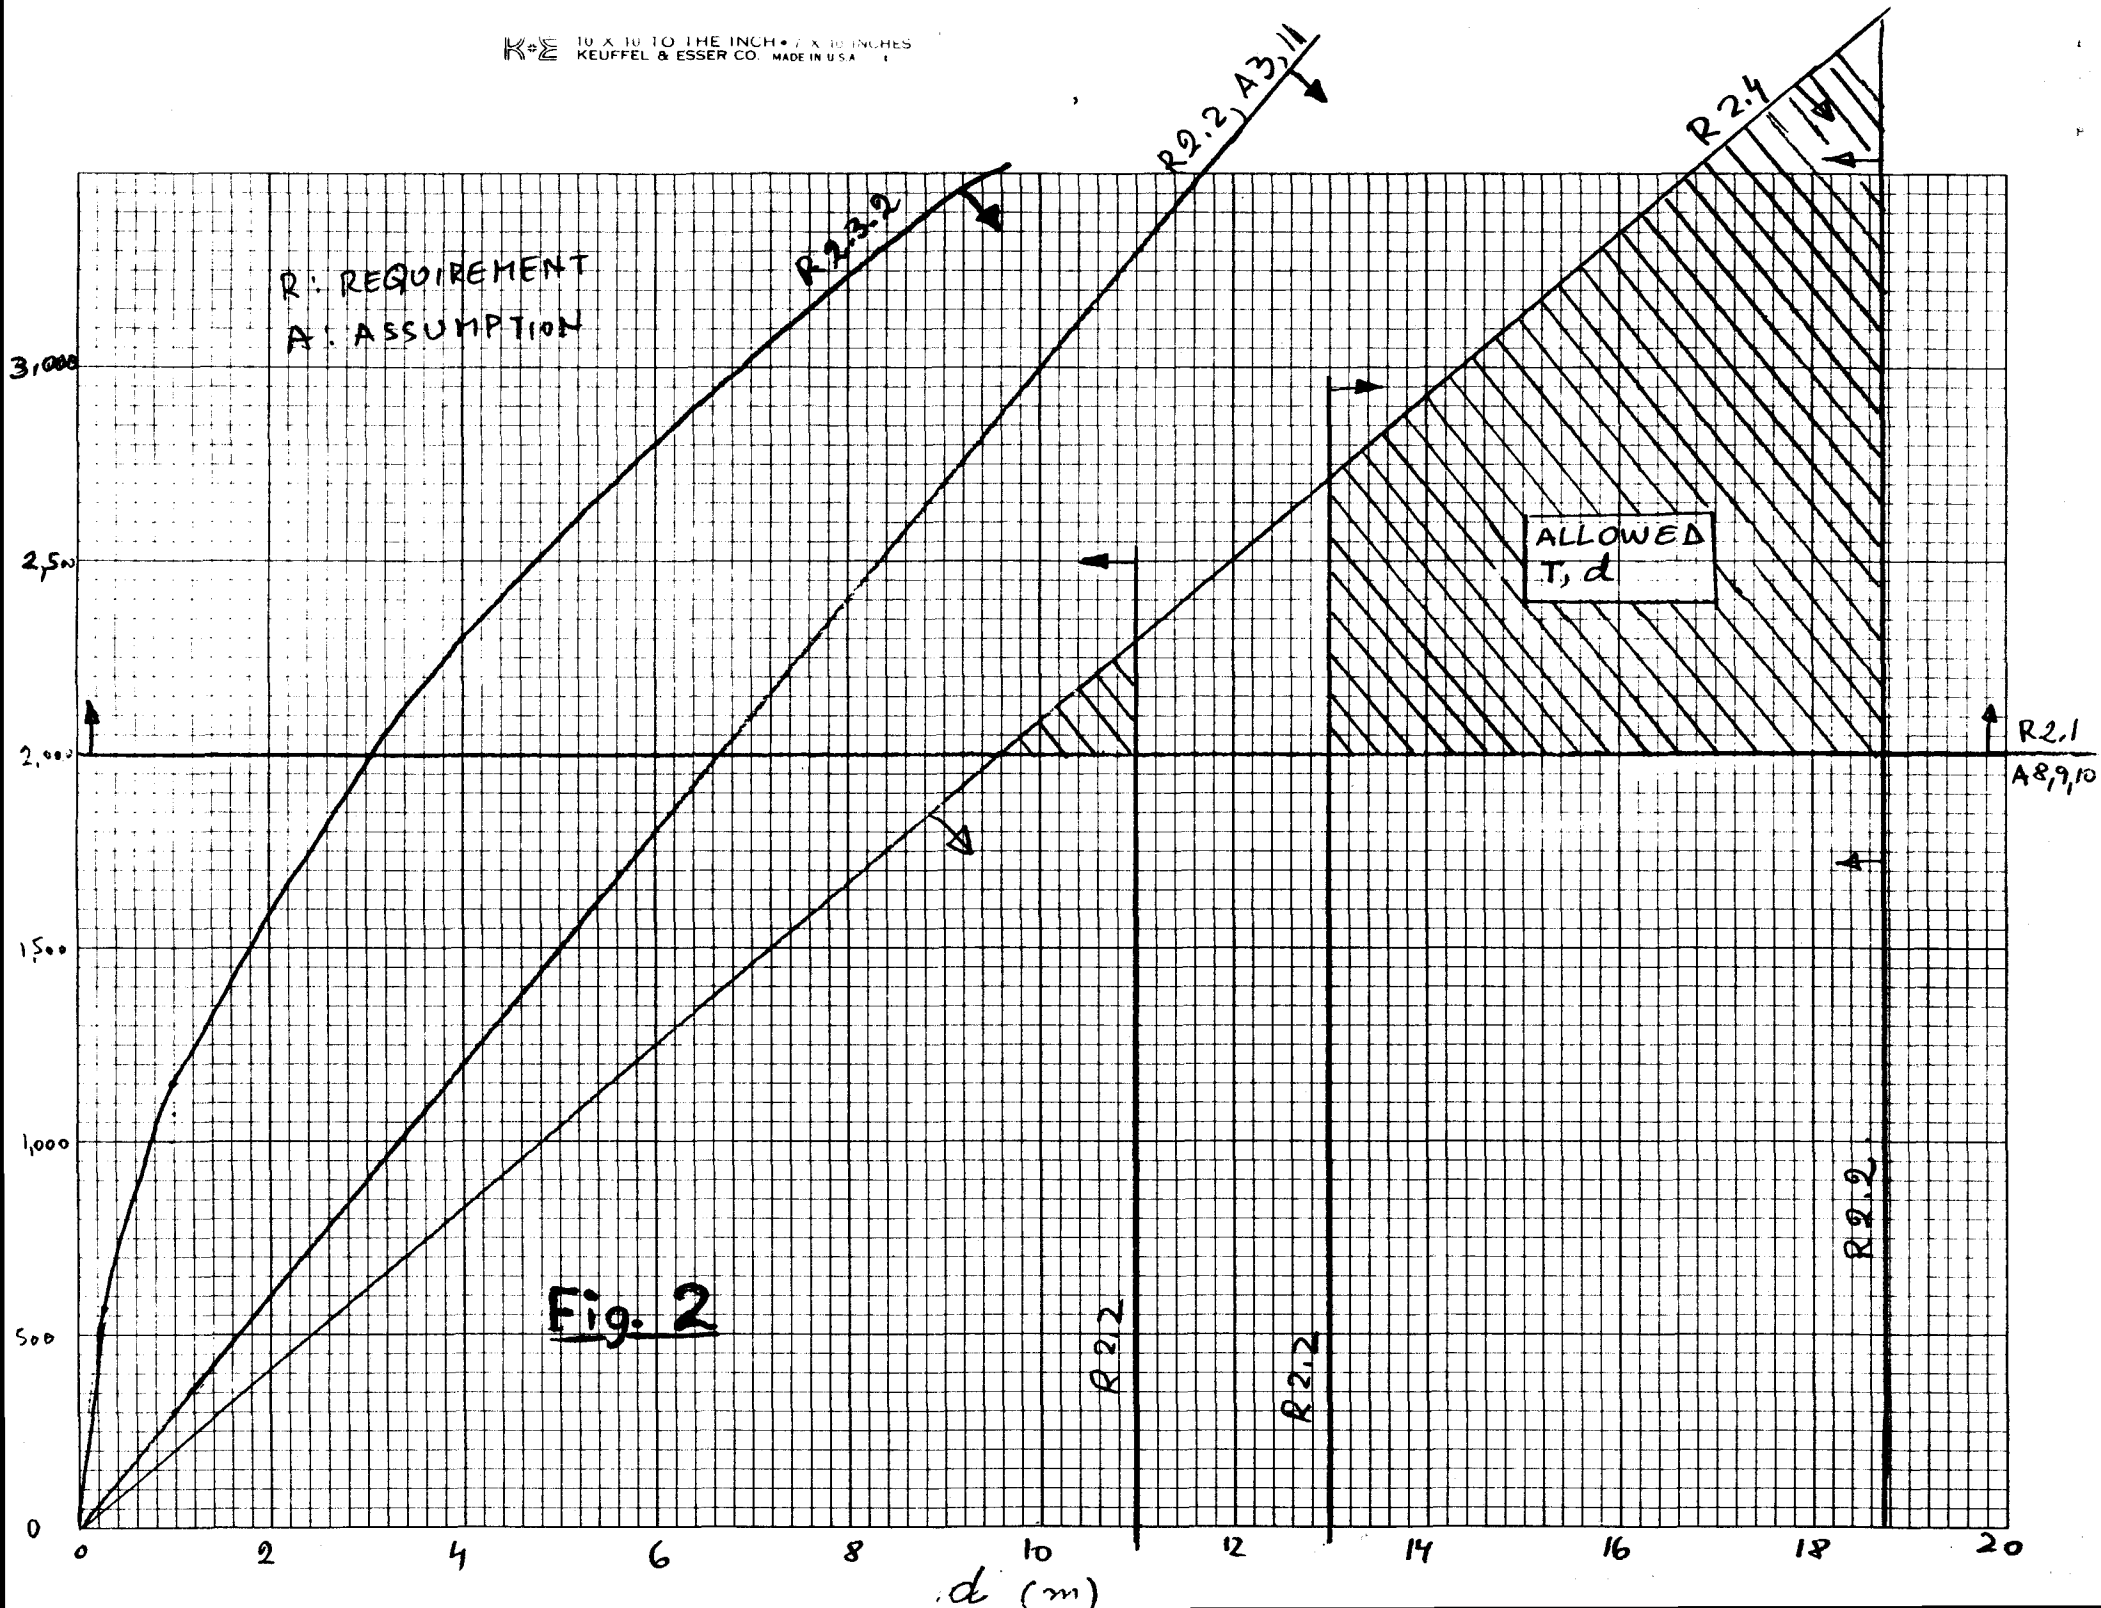 K+E 10 X 10 TO THE INCH • 7 X 10 INCHES
KEUFFEL & ESSER CO. MADE IN U.S.A.
R2.2, A3,11
R 2.4
R 2.3.2
R: REQUIREMENT
A: ASSUMPTION
3,000
2,500
ALLOWED
T, d
2,000
R2.1
A8,9,10
1,500
1,000
R2.2
500
Fig. 2
R2.2
R2.2
0
0 2 4 6 8 10 12 14 16 18 20
d (m)